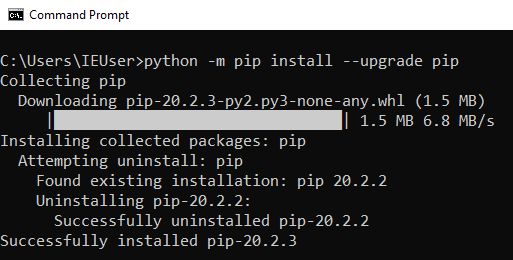 Command Prompt
C:\Users\IEUser>python -m pip install --upgrade pip
Collecting pip
  Downloading pip-20.2.3-py2.py3-none-any.whl (1.5 MB)
     |████████████████████████████████| 1.5 MB 6.8 MB/s
Installing collected packages: pip
  Attempting uninstall: pip
    Found existing installation: pip 20.2.2
    Uninstalling pip-20.2.2:
      Successfully uninstalled pip-20.2.2
Successfully installed pip-20.2.3